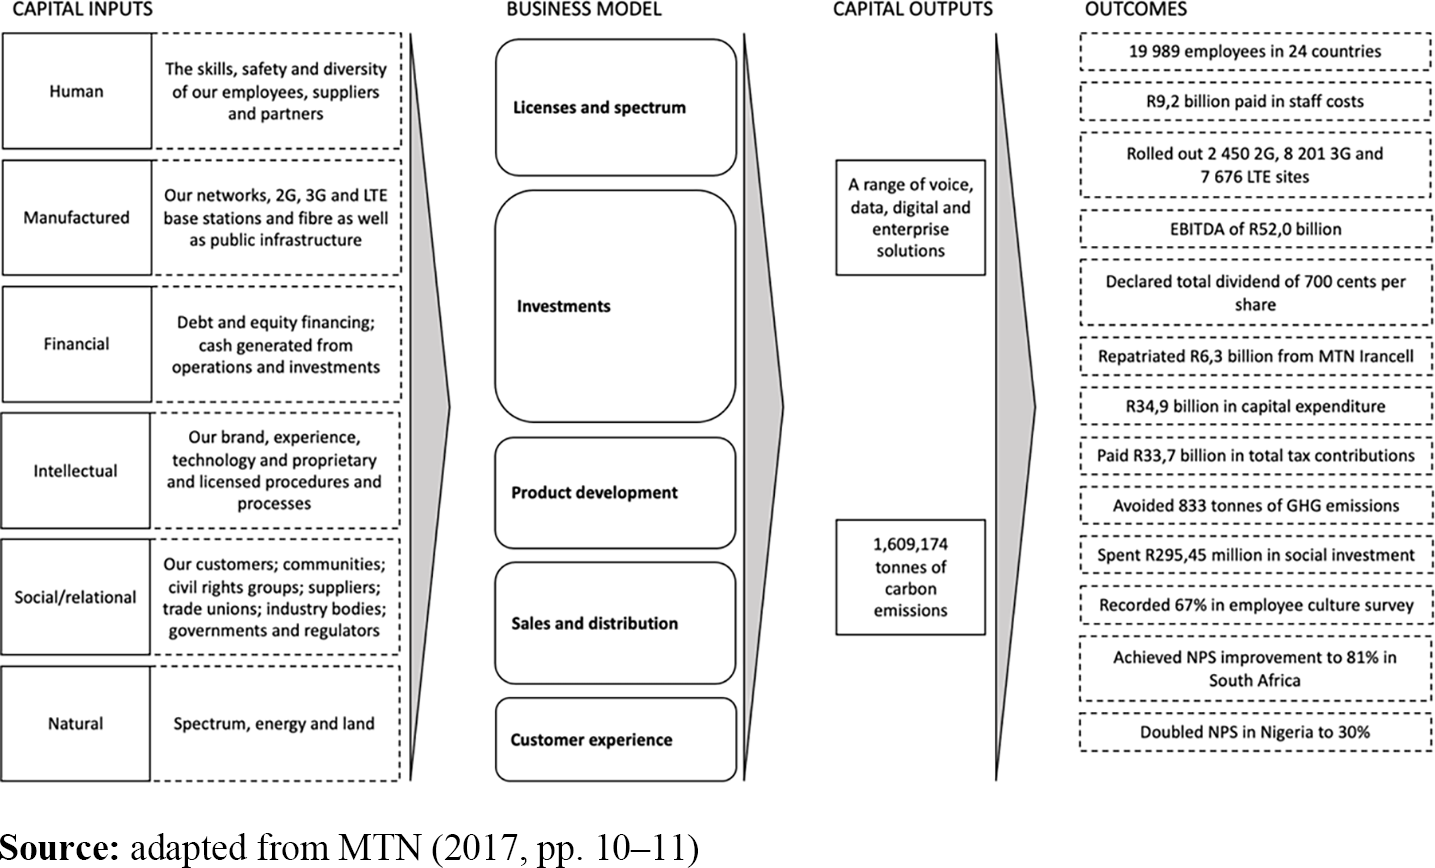 CAPITAL INPUTS
BUSINESS MODEL
CAPITAL OUTPUTS
OUTCOMES
Human
The skills, safety and diversity
of our employees, suppliers
and partners
Manufactured
Our networks, 2G, 3G and LTE
base stations and fibre as well
as public infrastructure
Financial
Debt and equity financing;
cash generated from
operations and investments
Intellectual
Our brand, experience,
technology and proprietary
and licensed procedures and
processes
Social/relational
Our customers; communities;
civil rights groups; suppliers;
trade unions; industry bodies;
governments and regulators
Natural
Spectrum, energy and land
Licenses and spectrum
Investments
Product development
Sales and distribution
Customer experience
A range of voice,
data, digital and
enterprise
solutions
1,609,174
tonnes of
carbon
emissions
19 989 employees in 24 countries
R9,2 billion paid in staff costs
Rolled out 2 450 2G, 8 201 3G and
7 676 LTE sites
EBITDA of R52,0 billion
Declared total dividend of 700 cents per
share
Repatriated R6,3 billion from MTN Irancell
R34,9 billion in capital expenditure
Paid R33,7 billion in total tax contributions
Avoided 833 tonnes of GHG emissions
Spent R295,45 million in social investment
Recorded 67% in employee culture survey
Achieved NPS improvement to 81% in
South Africa
Doubled NPS in Nigeria to 30%
Source: adapted from MTN (2017, pp. 10–11)